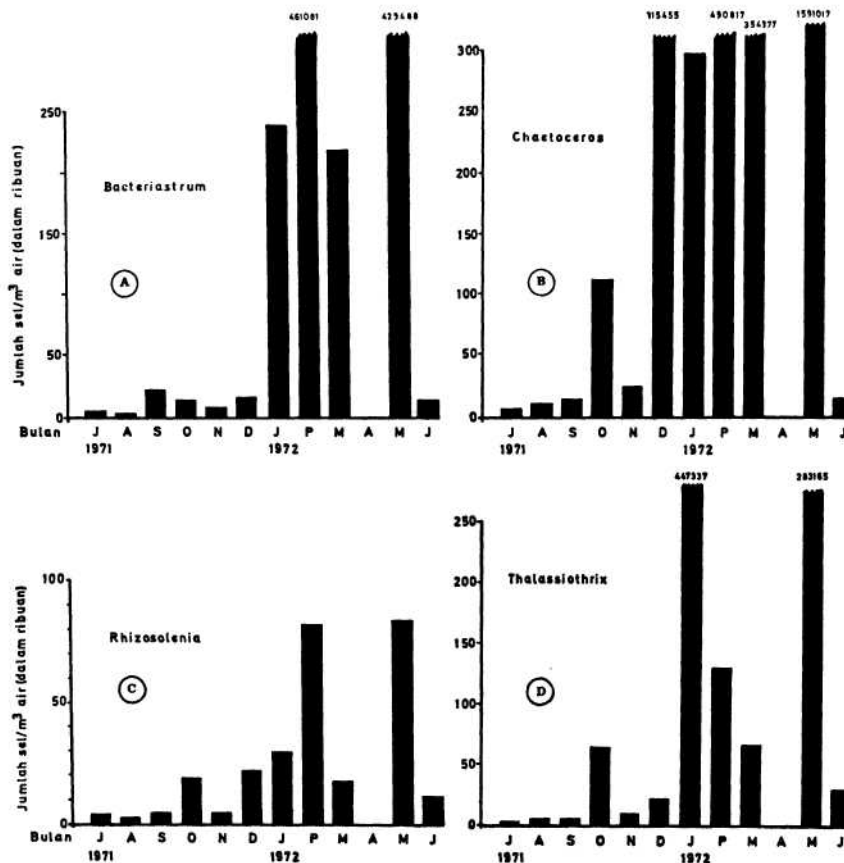 461081
Jumlah sel/m³ air (dalam ribuan)
250
150
50
0
Bacteriastrum
A
Bulan J A S O N D J P M A M J
1971 1972
490817
354377
1591017
300
250
200
150
100
50
0
Chaetoceros
B
J A S O N D J P M A M J
1971 1972
Jumlah sel/m³ air (dalam ribuan)
100
50
0
Rhizosolenia
C
Bulan J A S O N D J P M A M J
1971 1972
447337
283165
250
200
150
100
50
0
Thalassiothrix
D
J A S O N D J P M A M J
1971 1972